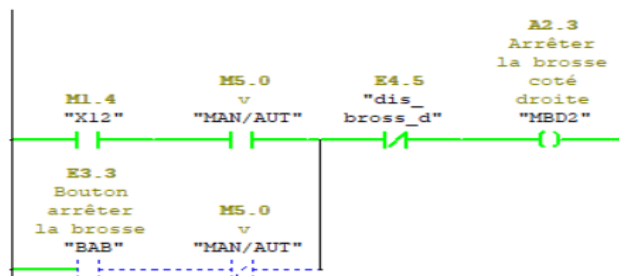 A2.3
Arrêter
la brosse
M5.0 E4.5 coté
M1.4 v "dis_ droite
"X12" "MAN/AUT" bross_d" "MBD2"
E3.3
Bouton
arrêter M5.0
la brosse v
"BAB" "MAN/AUT"